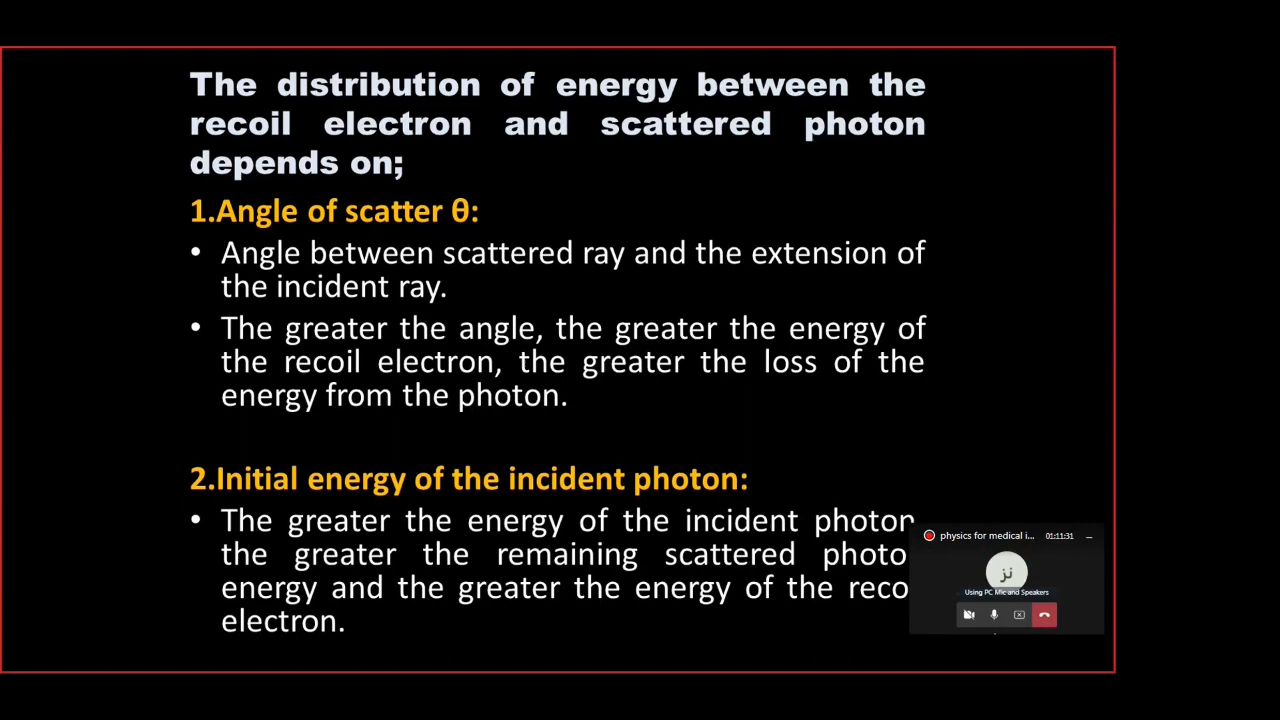 The distribution of energy between the
recoil electron and scattered photon
depends on;
1.Angle of scatter θ:
• Angle between scattered ray and the extension of
the incident ray.
• The greater the angle, the greater the energy of
the recoil electron, the greater the loss of the
energy from the photon.
2.Initial energy of the incident photon:
• The greater the energy of the incident photon
the greater the remaining scattered photo
energy and the greater the energy of the reco
electron.
physics for medical i... 01:11:31
نز
Using PC Mic and Speakers